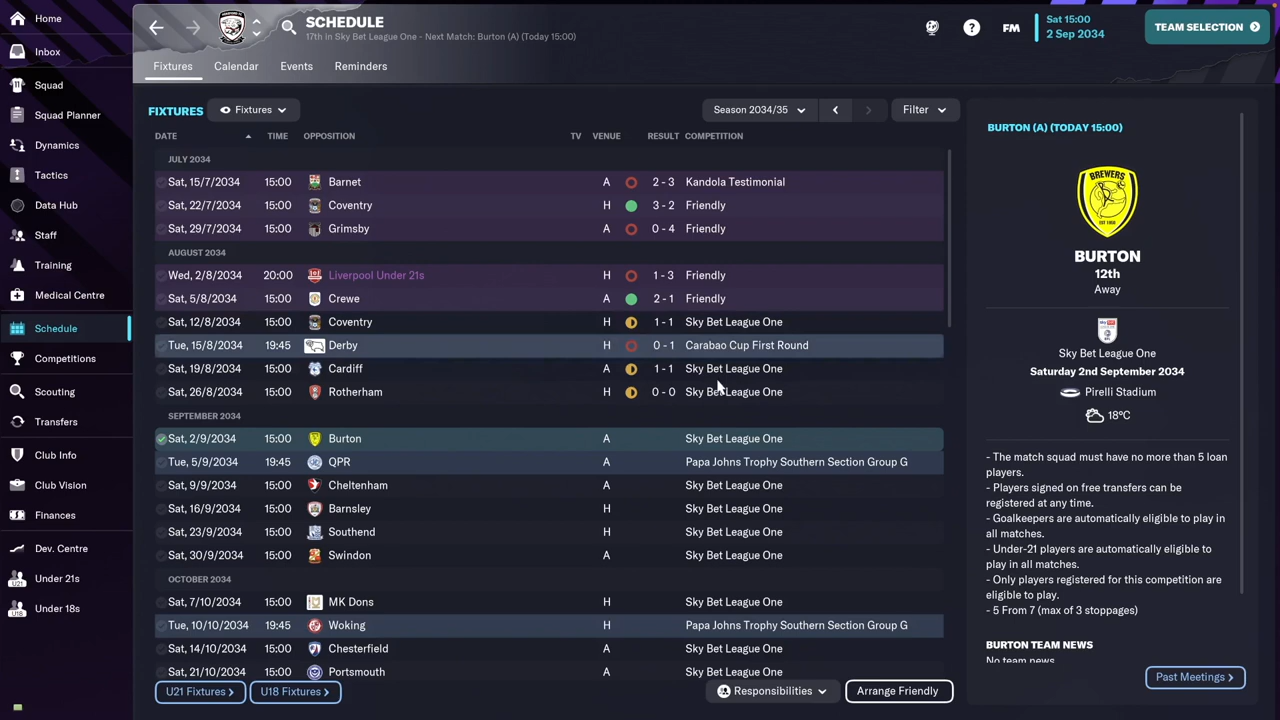 Home
Inbox
Squad
Squad Planner
Dynamics
Tactics
Data Hub
Staff
Training
Medical Centre
Schedule
Competitions
Scouting
Transfers
Club Info
Club Vision
Finances
Dev. Centre
Under 21s
Under 18s
SCHEDULE
17th in Sky Bet League One - Next Match: Burton (A) (Today 15:00)
FM
Sat 15:00
2 Sep 2034
TEAM SELECTION
Fixtures Calendar Events Reminders
FIXTURES Fixtures Season 2034/35 Filter
DATE TIME OPPOSITION TV VENUE RESULT COMPETITION
JULY 2034
Sat, 15/7/2034 15:00 Barnet A 2 - 3 Kandola Testimonial
Sat, 22/7/2034 15:00 Coventry H 3 - 2 Friendly
Sat, 29/7/2034 15:00 Grimsby A 0 - 4 Friendly
AUGUST 2034
Wed, 2/8/2034 20:00 Liverpool Under 21s H 1 - 3 Friendly
Sat, 5/8/2034 15:00 Crewe A 2 - 1 Friendly
Sat, 12/8/2034 15:00 Coventry H 1 - 1 Sky Bet League One
Tue, 15/8/2034 19:45 Derby H 0 - 1 Carabao Cup First Round
Sat, 19/8/2034 15:00 Cardiff A 1 - 1 Sky Bet League One
Sat, 26/8/2034 15:00 Rotherham H 0 - 0 Sky Bet League One
SEPTEMBER 2034
Sat, 2/9/2034 15:00 Burton A Sky Bet League One
Tue, 5/9/2034 19:45 QPR A Papa Johns Trophy Southern Section Group G
Sat, 9/9/2034 15:00 Cheltenham A Sky Bet League One
Sat, 16/9/2034 15:00 Barnsley H Sky Bet League One
Sat, 23/9/2034 15:00 Southend H Sky Bet League One
Sat, 30/9/2034 15:00 Swindon A Sky Bet League One
OCTOBER 2034
Sat, 7/10/2034 15:00 MK Dons H Sky Bet League One
Tue, 10/10/2034 19:45 Woking H Papa Johns Trophy Southern Section Group G
Sat, 14/10/2034 15:00 Chesterfield A Sky Bet League One
Sat, 21/10/2034 15:00 Portsmouth A Sky Bet League One
U21 Fixtures > U18 Fixtures > Responsibilities Arrange Friendly
BURTON (A) (TODAY 15:00)
BREWERS
BURTON
12th
Away
Sky Bet League One
Saturday 2nd September 2034
Pirelli Stadium
18°C
- The match squad must have no more than 5 loan
players.
- Players signed on free transfers can be
registered at any time.
- Goalkeepers are automatically eligible to play in
all matches.
- Under-21 players are automatically eligible to
play in all matches.
- Only players registered for this competition are
eligible to play.
- 5 From 7 (max of 3 stoppages)
BURTON TEAM NEWS
No team news
Past Meetings >